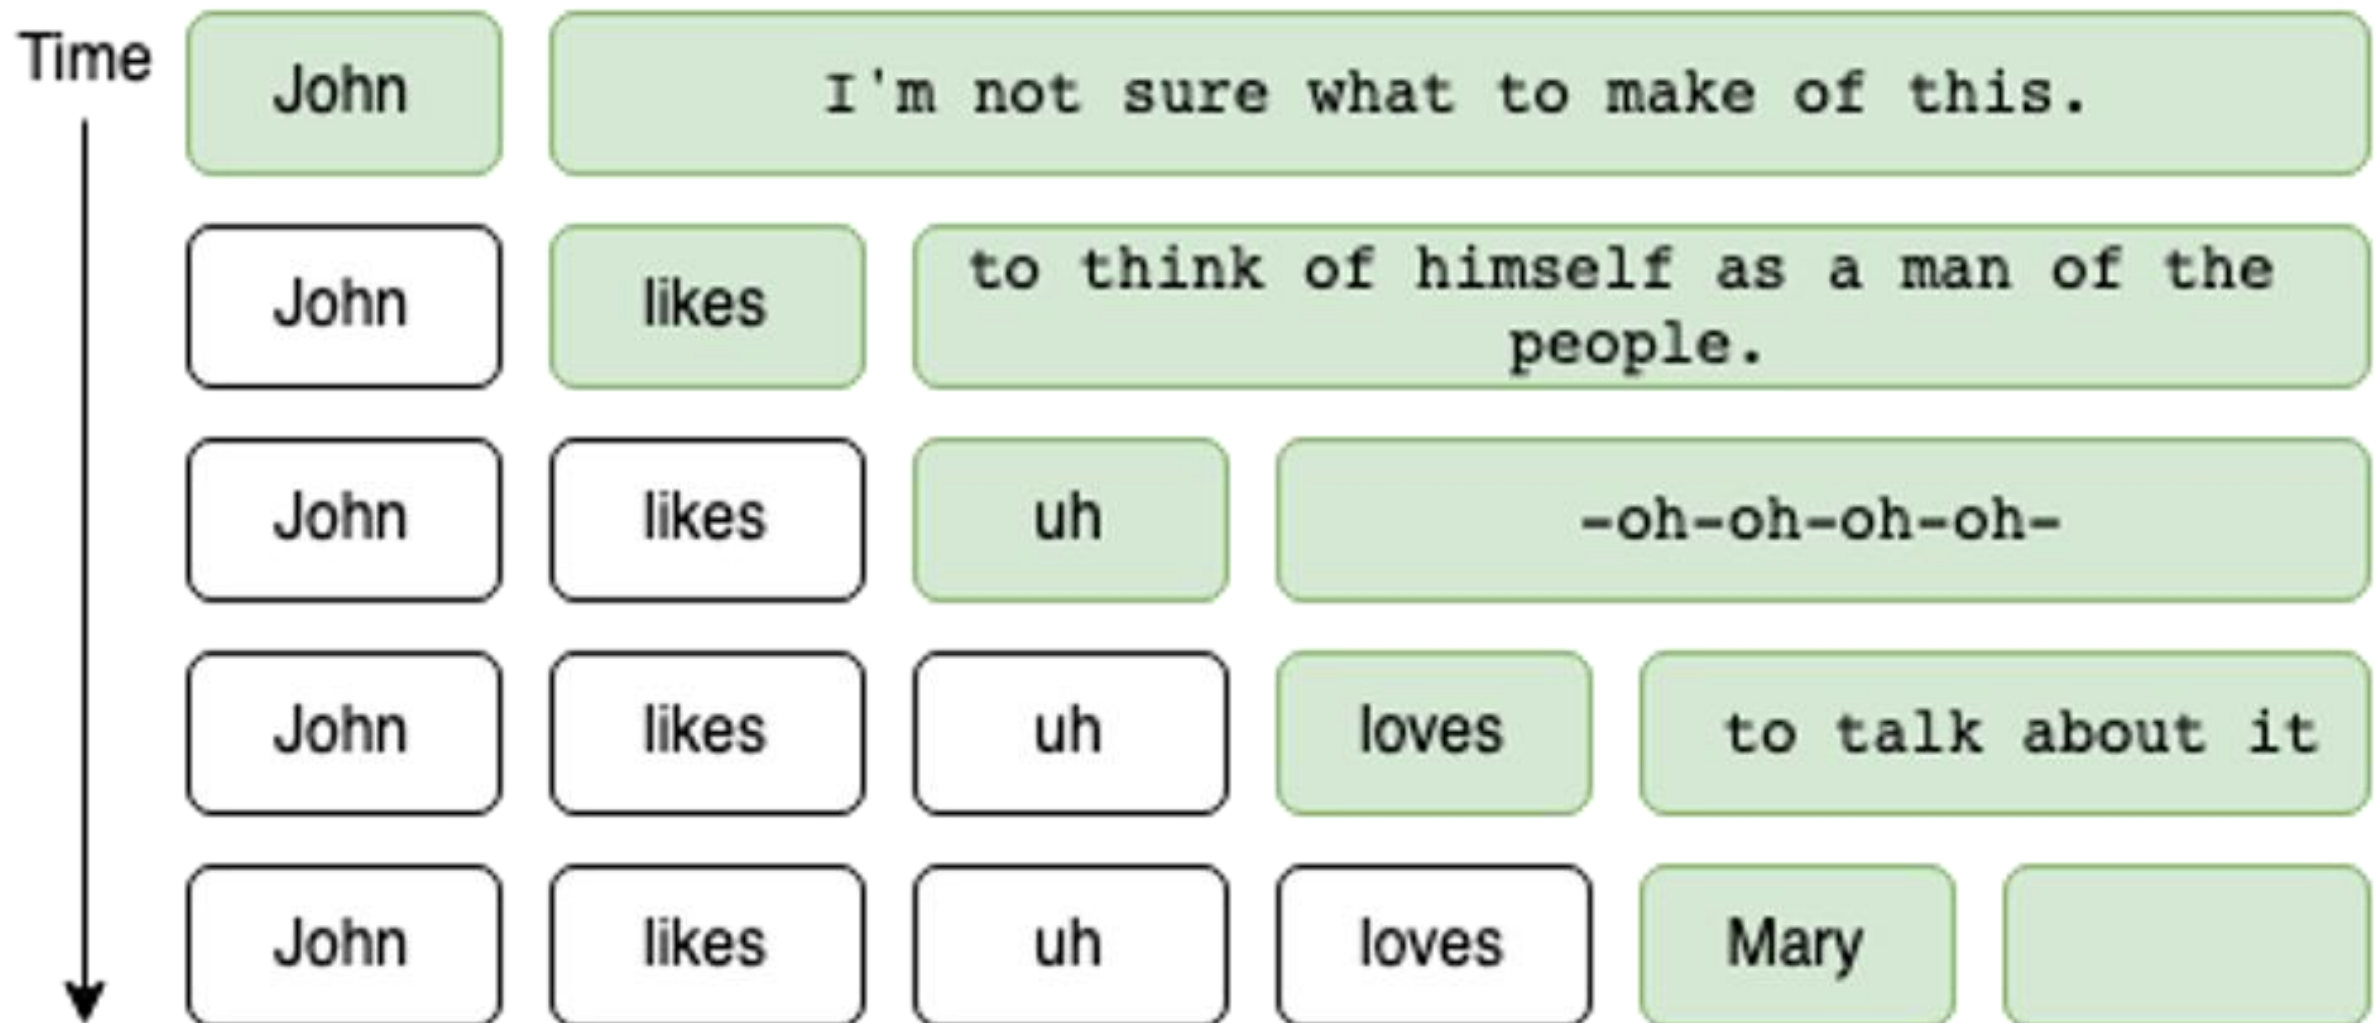 Time
John I'm not sure what to make of this.
John likes to think of himself as a man of the
people.
John likes uh -oh-oh-oh-oh-
John likes uh loves to talk about it
John likes uh loves Mary